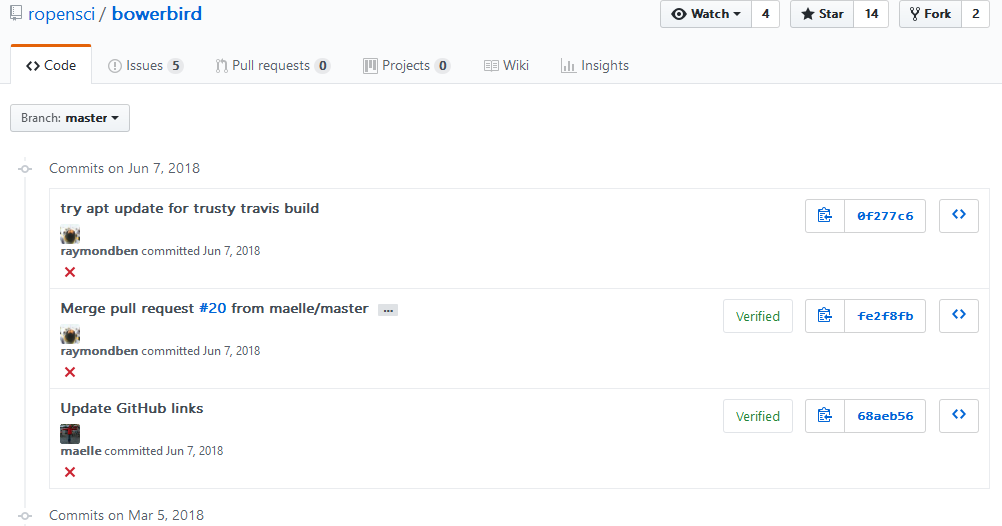 ropensci / bowerbird Watch 4 Star 14 Fork 2
Code Issues 5 Pull requests 0 Projects 0 Wiki Insights
Branch: master
Commits on Jun 7, 2018
try apt update for trusty travis build
0f277c6
raymondben committed Jun 7, 2018
Merge pull request #20 from maelle/master ...
Verified fe2f8fb
raymondben committed Jun 7, 2018
Update GitHub links
Verified 68aeb56
maelle committed Jun 7, 2018
Commits on Mar 5, 2018